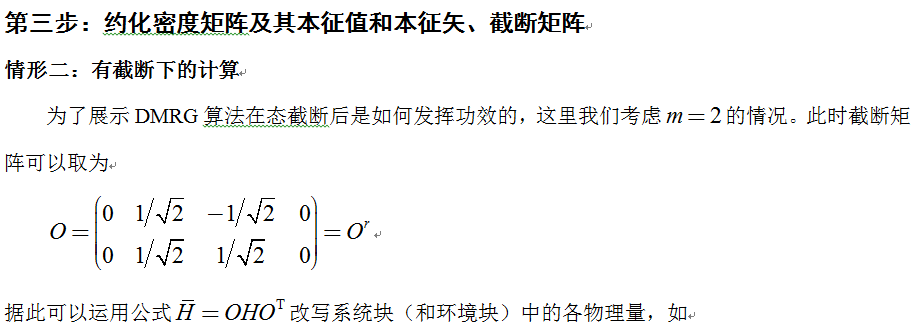 第三步：约化密度矩阵及其本征值和本征矢、截断矩阵
情形二：有截断下的计算
为了展示 DMRG 算法在态截断后是如何发挥功效的，这里我们考虑 m = 2 的情况。此时截断矩
阵可以取为
O = \begin{pmatrix} 0 & 1/\sqrt{2} & -1/\sqrt{2} & 0 \\ 0 & 1/\sqrt{2} & 1/\sqrt{2} & 0 \end{pmatrix} = O^r
据此可以运用公式 \bar{H} = OHO^T 改写系统块（和环境块）中的各物理量，如